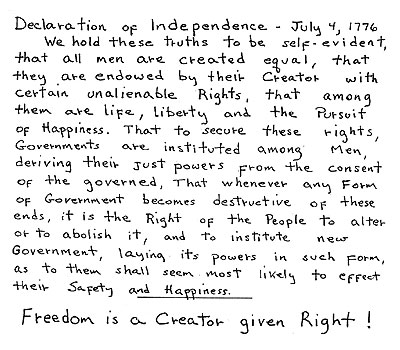 Declaration of Independence - July 4, 1776
We hold these truths to be self-evident,
that all men are created equal, that
they are endowed by their Creator with
certain unalienable Rights, that among
them are life, liberty and the Pursuit
of Happiness. That to secure these rights,
Governments are instituted among Men,
deriving their just powers from the consent
of the governed, That whenever any Form
of Government becomes destructive of these
ends, it is the Right of the People to alter
or to abolish it, and to institute new
Government, laying its powers in such form,
as to them shall seem most likely to effect
their Safety and Happiness.
Freedom is a Creator given Right !